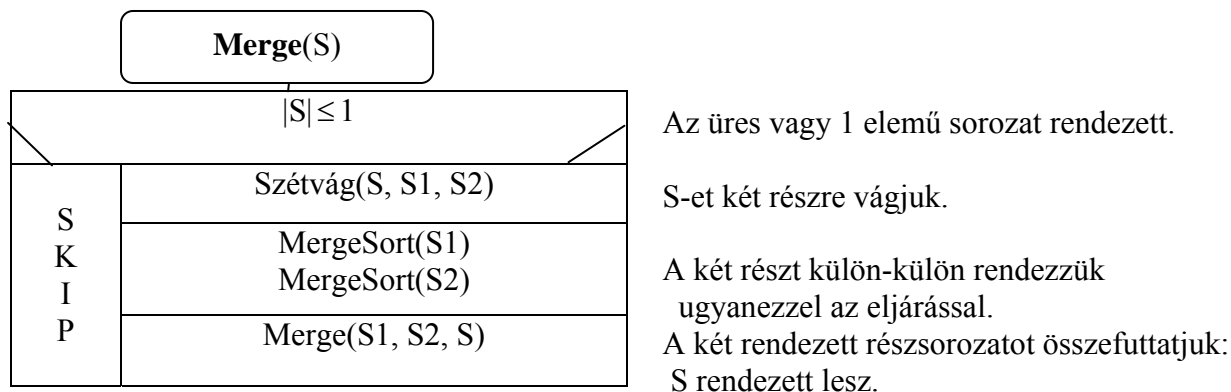 Merge(S)
|S| ≤ 1
Az üres vagy 1 elemű sorozat rendezett.
S
K
I
P
Szétvág(S, S1, S2)
S-et két részre vágjuk.
MergeSort(S1)
MergeSort(S2)
A két részt külön-külön rendezzük
ugyanezzel az eljárással.
Merge(S1, S2, S)
A két rendezett részsorozatot összefuttatjuk:
S rendezett lesz.